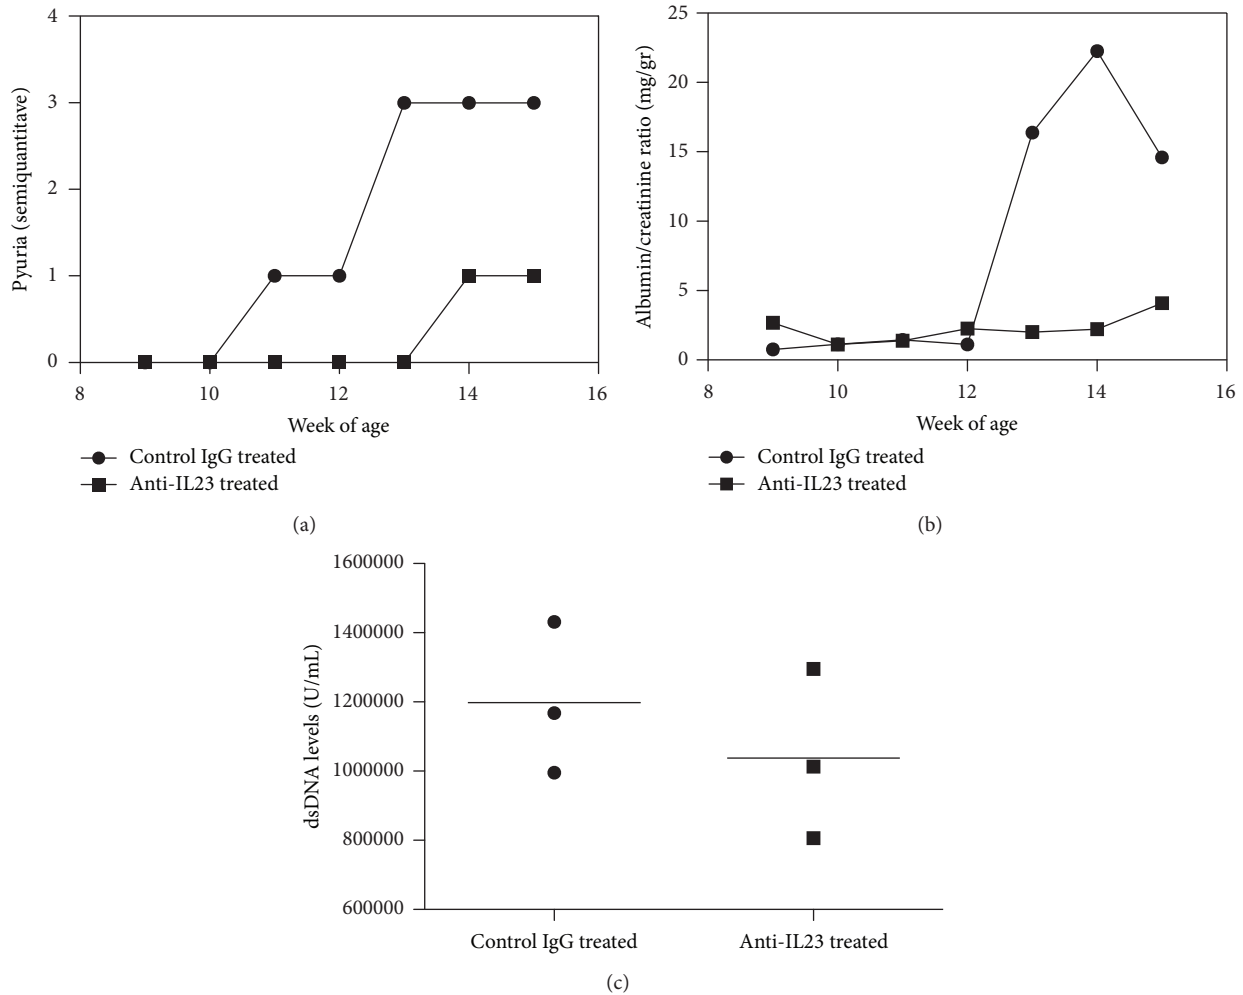 4
3
2
1
0
Pyuria (semiquantitave)
8 10 12 14 16
Week of age
Control IgG treated
Anti-IL23 treated
(a)
25
20
15
10
5
0
Albumin/creatinine ratio (mg/gr)
8 10 12 14 16
Week of age
Control IgG treated
Anti-IL23 treated
(b)
1600000
1400000
1200000
1000000
800000
600000
dsDNA levels (U/mL)
Control IgG treated Anti-IL23 treated
(c)